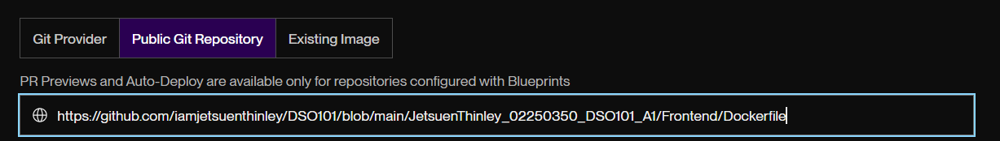 Git Provider Public Git Repository Existing Image
PR Previews and Auto-Deploy are available only for repositories configured with Blueprints
https://github.com/iamjetsuenthinley/DSO101/blob/main/JetsuenThinley_02250350_DSO101_A1/Frontend/Dockerfile